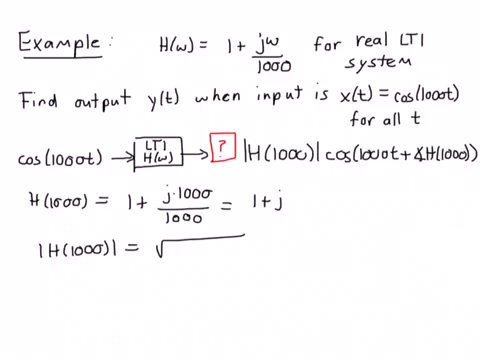 Example: H(ω) = 1 + jω/1000 for real LTI system
Find output y(t) when input is x(t) = cos(1000t) for all t
cos(1000t) → LTI H(ω) → ? |H(1000)| cos(1000t + ∡H(1000))
H(1000) = 1 + j·1000/1000 = 1 + j
|H(1000)| = √